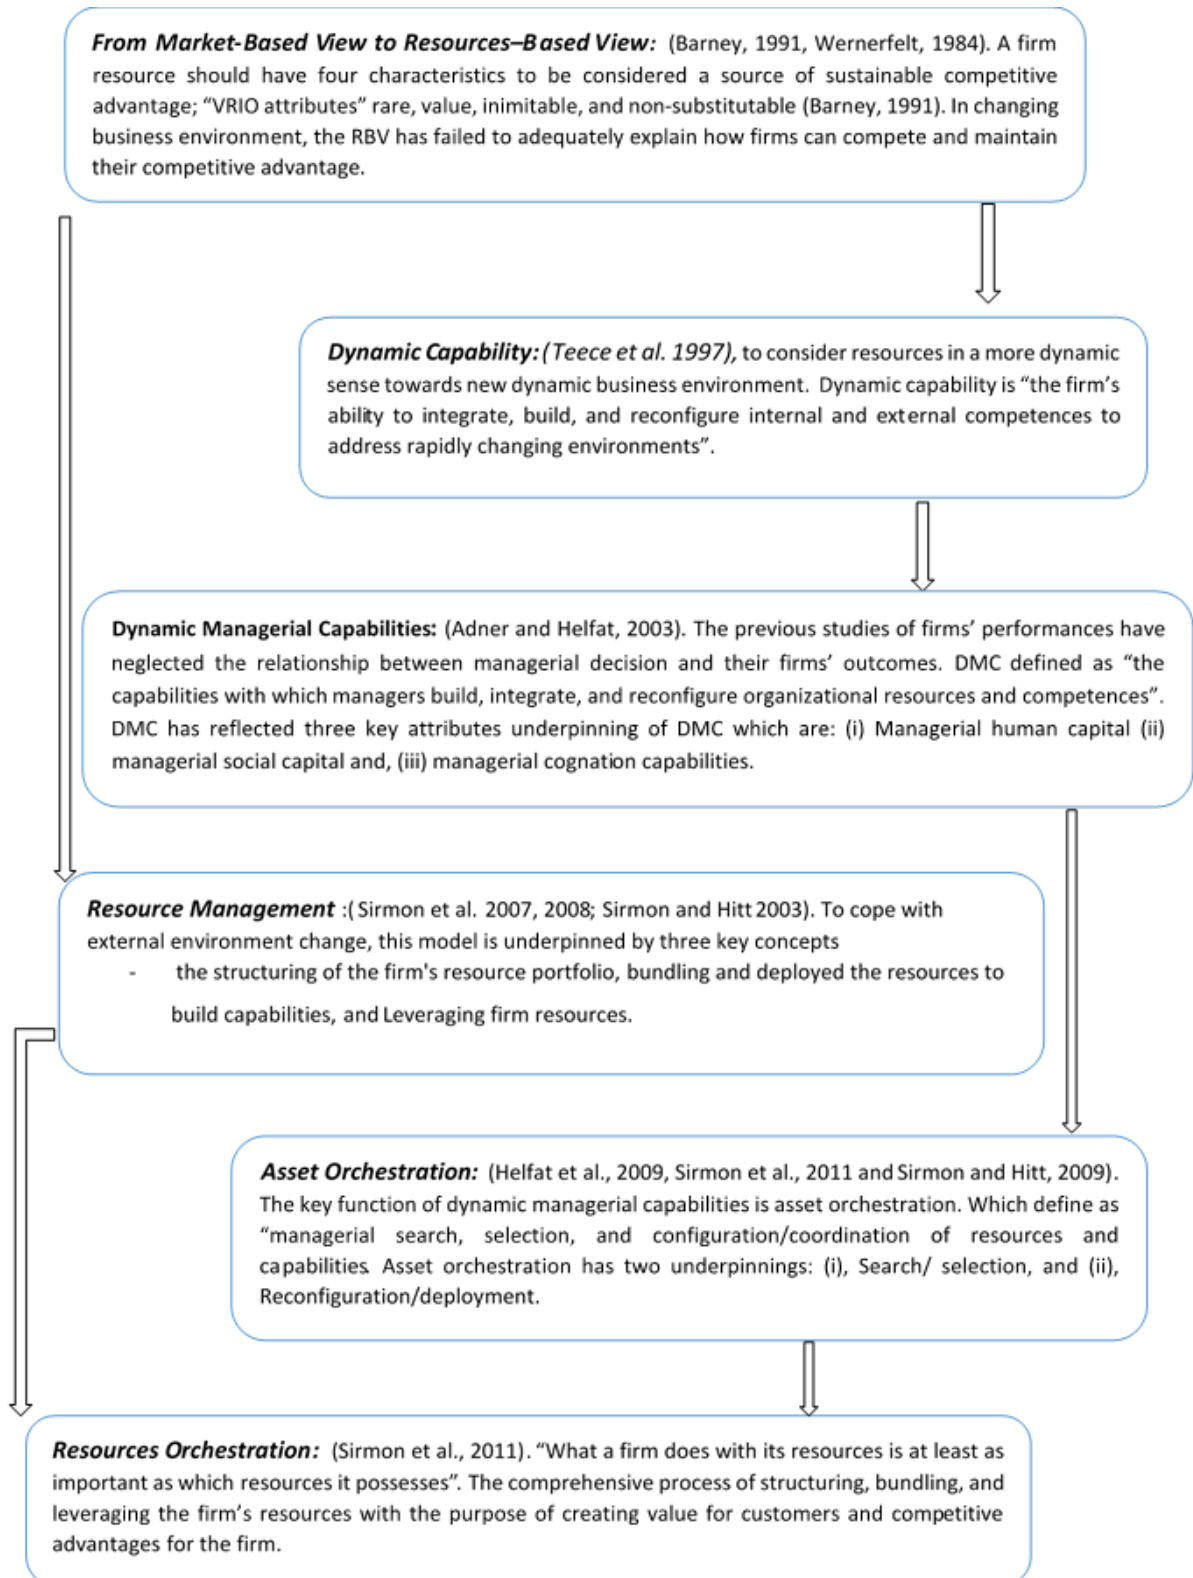 From Market-Based View to Resources–Based View: (Barney, 1991, Wernerfelt, 1984). A firm
resource should have four characteristics to be considered a source of sustainable competitive
advantage; “VRIO attributes” rare, value, inimitable, and non-substitutable (Barney, 1991). In changing
business environment, the RBV has failed to adequately explain how firms can compete and maintain
their competitive advantage.
Dynamic Capability: (Teece et al. 1997), to consider resources in a more dynamic
sense towards new dynamic business environment. Dynamic capability is “the firm’s
ability to integrate, build, and reconfigure internal and external competences to
address rapidly changing environments”.
Dynamic Managerial Capabilities: (Adner and Helfat, 2003). The previous studies of firms’ performances have
neglected the relationship between managerial decision and their firms’ outcomes. DMC defined as “the
capabilities with which managers build, integrate, and reconfigure organizational resources and competences”.
DMC has reflected three key attributes underpinning of DMC which are: (i) Managerial human capital (ii)
managerial social capital and, (iii) managerial cognation capabilities.
Resource Management :( Sirmon et al. 2007, 2008; Sirmon and Hitt 2003). To cope with
external environment change, this model is underpinned by three key concepts
- the structuring of the firm's resource portfolio, bundling and deployed the resources to
build capabilities, and Leveraging firm resources.
Asset Orchestration: (Helfat et al., 2009, Sirmon et al., 2011 and Sirmon and Hitt, 2009).
The key function of dynamic managerial capabilities is asset orchestration. Which define as
“managerial search, selection, and configuration/coordination of resources and
capabilities. Asset orchestration has two underpinnings: (i), Search/ selection, and (ii),
Reconfiguration/deployment.
Resources Orchestration: (Sirmon et al., 2011). “What a firm does with its resources is at least as
important as which resources it possesses”. The comprehensive process of structuring, bundling, and
leveraging the firm’s resources with the purpose of creating value for customers and competitive
advantages for the firm.